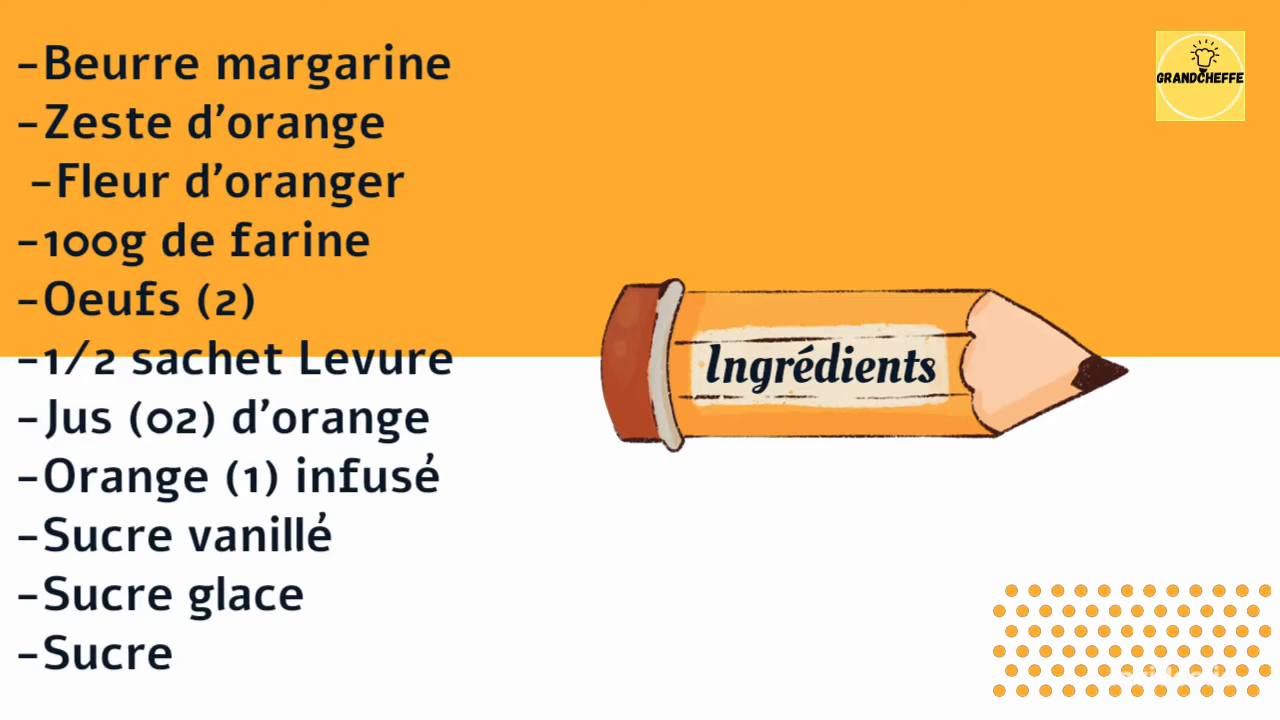 -Beurre margarine
-Zeste d'orange
-Fleur d'oranger
-100g de farine
-Oeufs (2)
-1/2 sachet Levure
-Jus (02) d'orange
-Orange (1) infusé
-Sucre vanillé
-Sucre glace
-Sucre
Ingrédients
GRANDCHEFFE